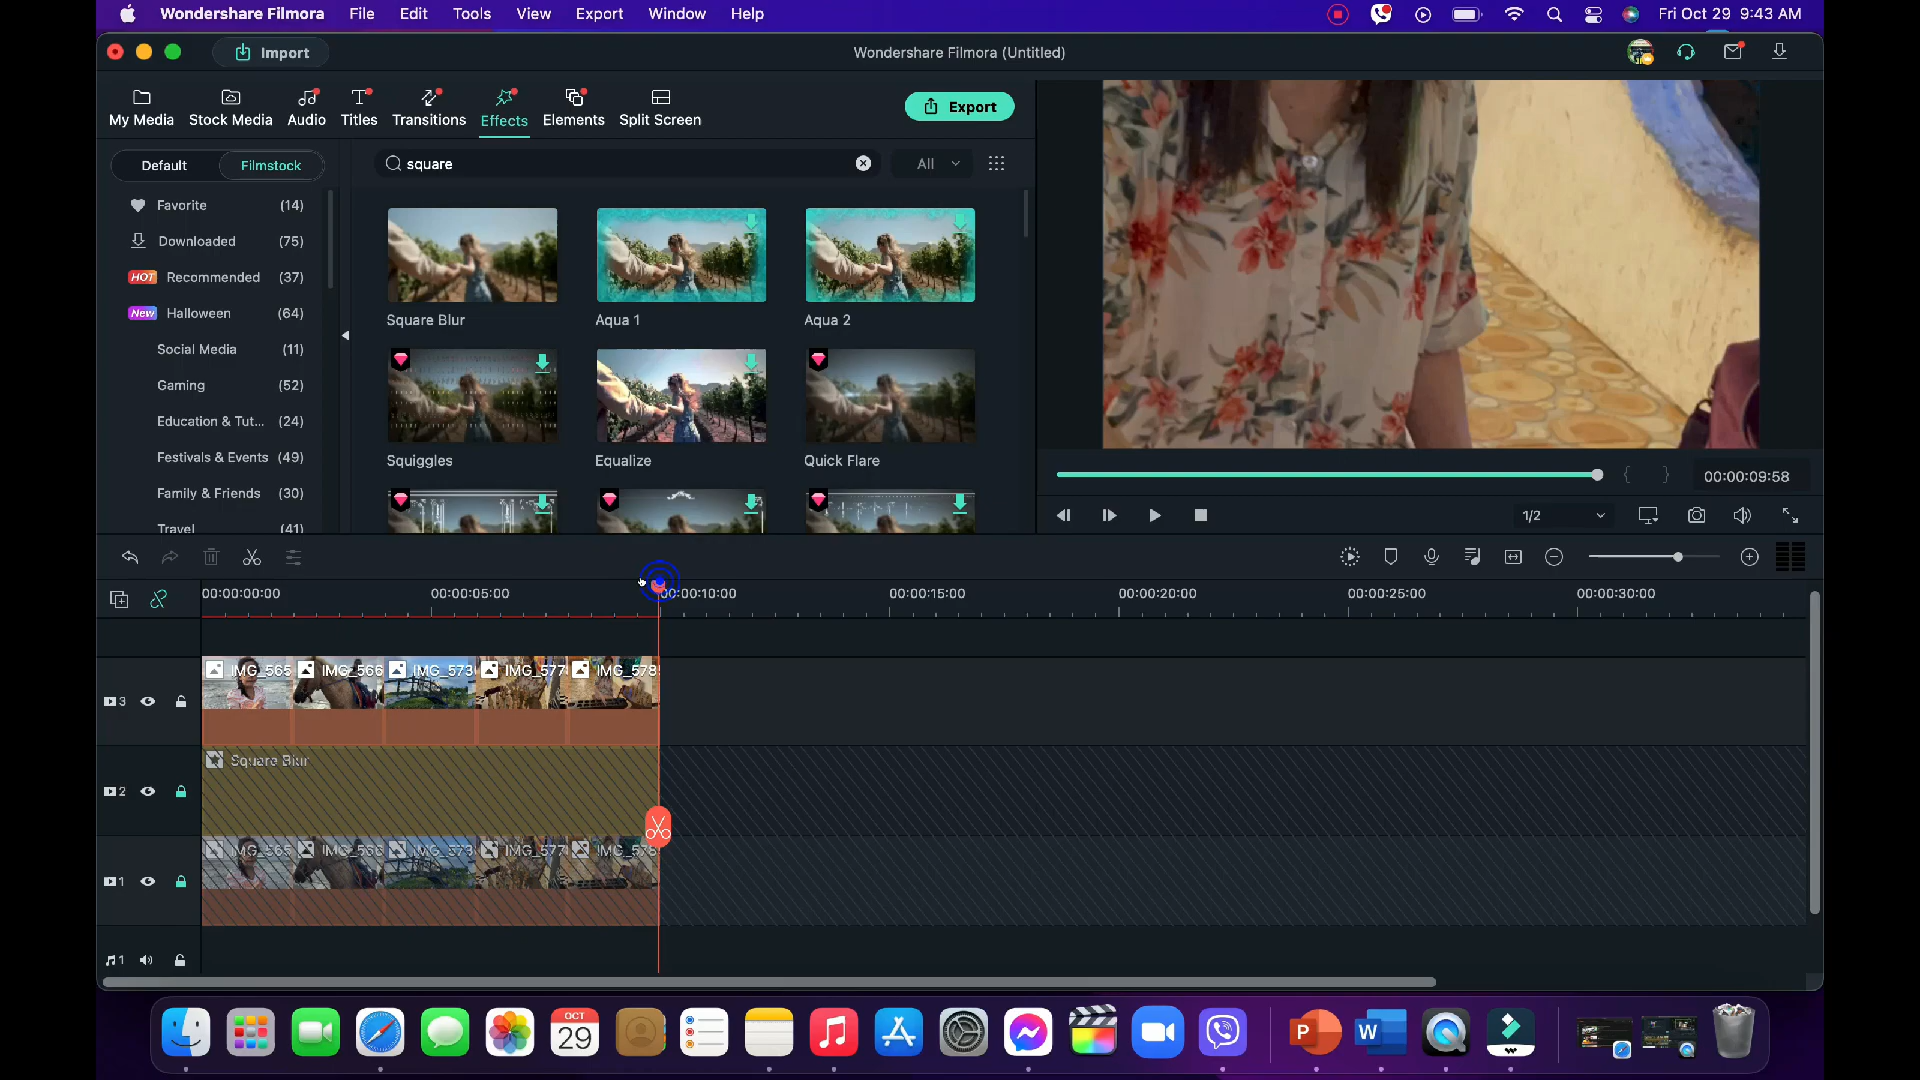 Wondershare Filmora File Edit Tools View Export Window Help Fri Oct 29 9:43 AM
Import Wondershare Filmora (Untitled)
My Media Stock Media Audio Titles Transitions Effects Elements Split Screen Export
Default Filmstock square All
Favorite (14)
Downloaded (75)
HOT Recommended (37)
New Halloween (64)
Social Media (11)
Gaming (52)
Education & Tut... (24)
Festivals & Events (49)
Family & Friends (30)
Travel (41)
Square Blur Aqua 1 Aqua 2
Squiggles Equalize Quick Flare
00:00:09:58
1/2
00:00:00:00 00:00:05:00 00:00:10:00 00:00:15:00 00:00:20:00 00:00:25:00 00:00:30:00
IMG_565 IMG_566 IMG_573 IMG_577 IMG_578
3
Square Blur
2
IMG_565 IMG_566 IMG_573 IMG_577 IMG_578
1
1
OCT
29
P W